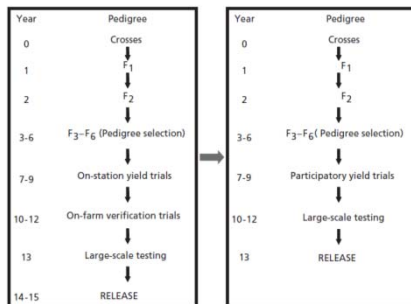 Year Pedigree
0 Crosses
1 F1
2 F2
3-6 F3–F6 (Pedigree selection)
7-9 On-station yield trials
10-12 On-farm verification trials
13 Large-scale testing
14-15 RELEASE
Year Pedigree
0 Crosses
1 F1
2 F2
3-6 F3–F6( Pedigree selection)
7-9 Participatory yield trials
10-12 Large-scale testing
13 RELEASE